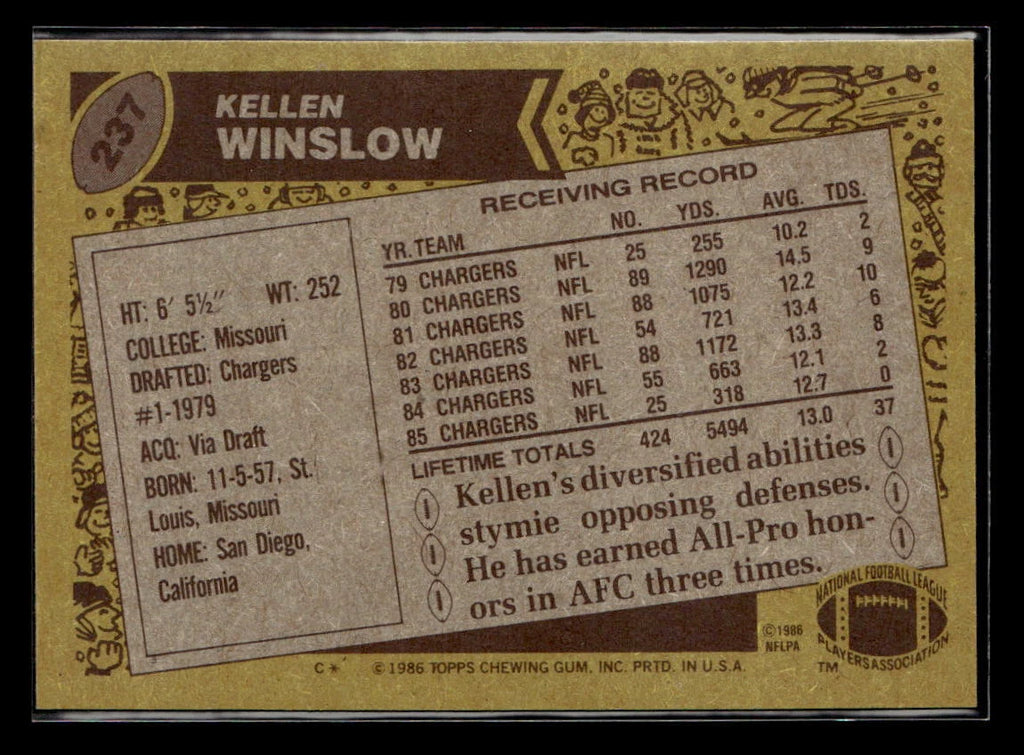 237
KELLEN
WINSLOW
HT: 6' 5½" WT: 252
COLLEGE: Missouri
DRAFTED: Chargers
#1-1979
ACQ: Via Draft
BORN: 11-5-57, St.
Louis, Missouri
HOME: San Diego,
California
RECEIVING RECORD
YR. TEAM NO. YDS. AVG. TDS.
79 CHARGERS NFL 25 255 10.2 2
80 CHARGERS NFL 89 1290 14.5 9
81 CHARGERS NFL 88 1075 12.2 10
82 CHARGERS NFL 54 721 13.4 6
83 CHARGERS NFL 88 1172 13.3 8
84 CHARGERS NFL 55 663 12.1 2
85 CHARGERS NFL 25 318 12.7 0
LIFETIME TOTALS 424 5494 13.0 37
Kellen's diversified abilities
stymie opposing defenses.
He has earned All-Pro hon-
ors in AFC three times.
NATIONAL FOOTBALL LEAGUE
PLAYERS ASSOCIATION
TM
©1986
NFLPA
C* ©1986 TOPPS CHEWING GUM, INC. PRTD. IN U.S.A.